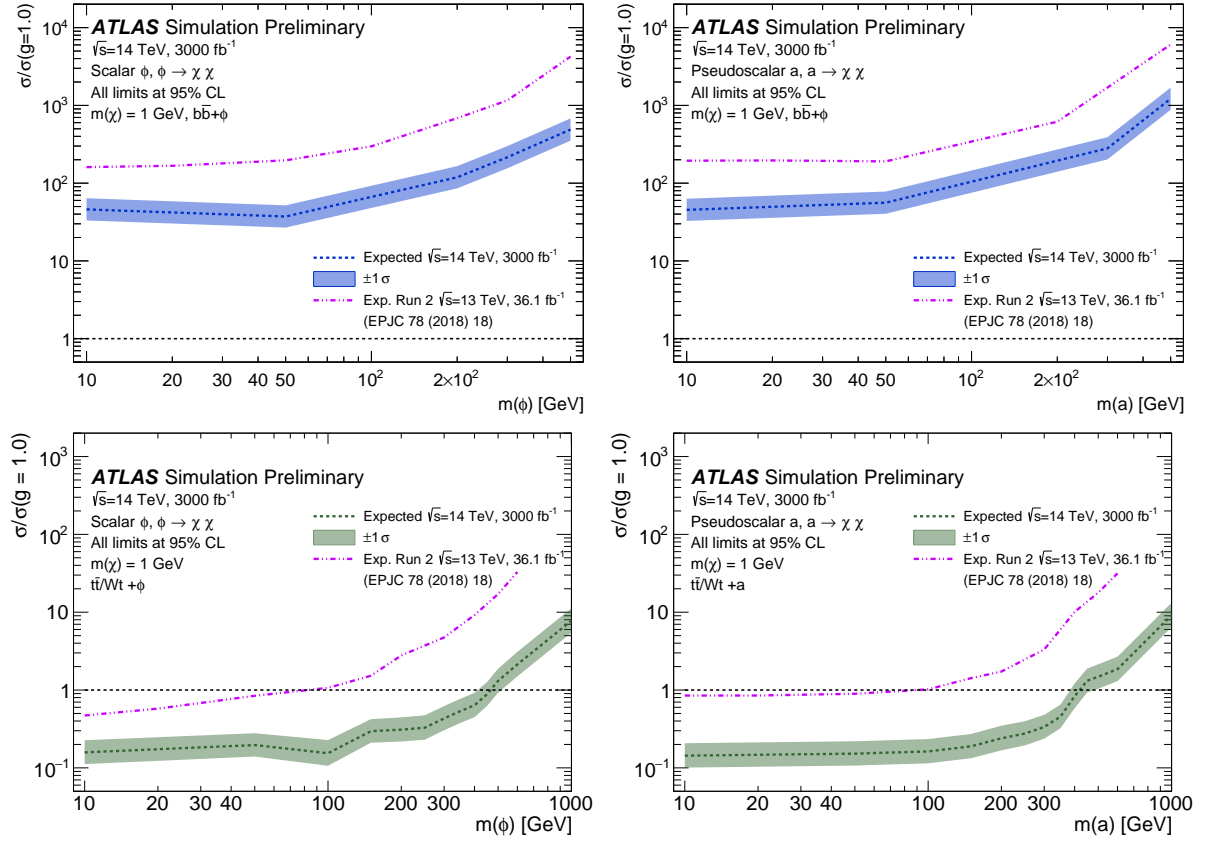 ATLAS Simulation Preliminary
√s=14 TeV, 3000 fb⁻¹
Scalar ϕ, ϕ → χ χ
All limits at 95% CL
m(χ) = 1 GeV, bb̄+ϕ
Expected √s=14 TeV, 3000 fb⁻¹
±1σ
Exp. Run 2 √s=13 TeV, 36.1 fb⁻¹
(EPJC 78 (2018) 18)
σ/σ(g=1.0)
10⁴
10³
10²
10
1
10 20 30 40 50 10² 2×10²
m(ϕ) [GeV]
ATLAS Simulation Preliminary
√s=14 TeV, 3000 fb⁻¹
Pseudoscalar a, a → χ χ
All limits at 95% CL
m(χ) = 1 GeV, bb̄+ϕ
Expected √s=14 TeV, 3000 fb⁻¹
±1σ
Exp. Run 2 √s=13 TeV, 36.1 fb⁻¹
(EPJC 78 (2018) 18)
σ/σ(g=1.0)
10⁴
10³
10²
10
1
10 20 30 40 50 10² 2×10²
m(a) [GeV]
ATLAS Simulation Preliminary
√s=14 TeV, 3000 fb⁻¹
Scalar ϕ, ϕ → χ χ
All limits at 95% CL
m(χ) = 1 GeV
tt̄/Wt +ϕ
Expected √s=14 TeV, 3000 fb⁻¹
±1σ
Exp. Run 2 √s=13 TeV, 36.1 fb⁻¹
(EPJC 78 (2018) 18)
σ/σ(g = 1.0)
10³
10²
10
1
10⁻¹
10 20 30 40 100 200 300 1000
m(ϕ) [GeV]
ATLAS Simulation Preliminary
√s=14 TeV, 3000 fb⁻¹
Pseudoscalar a, a → χ χ
All limits at 95% CL
m(χ) = 1 GeV
tt̄/Wt +a
Expected √s=14 TeV, 3000 fb⁻¹
±1σ
Exp. Run 2 √s=13 TeV, 36.1 fb⁻¹
(EPJC 78 (2018) 18)
σ/σ(g = 1.0)
10³
10²
10
1
10⁻¹
10 20 30 40 100 200 300 1000
m(a) [GeV]